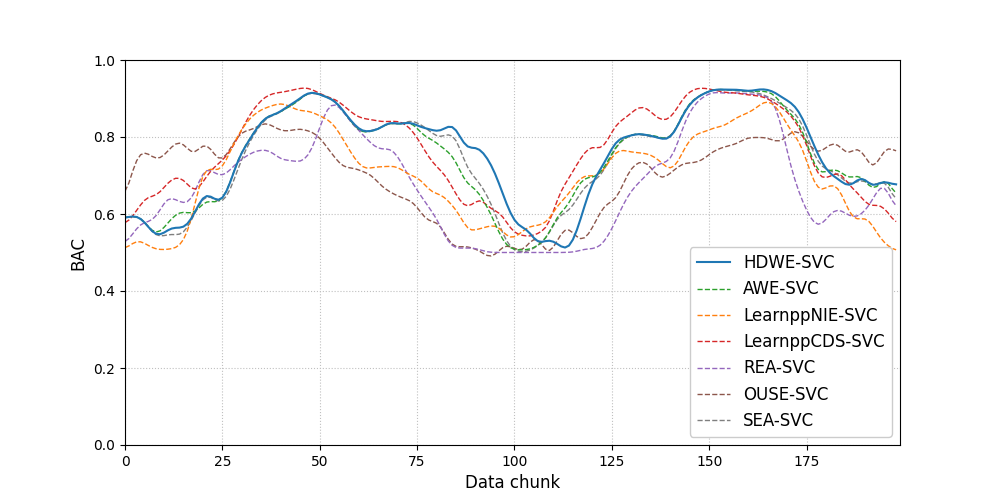 1.0
0.8
0.6
0.4
0.2
0.0
BAC
0 25 50 75 100 125 150 175
Data chunk
HDWE-SVC
AWE-SVC
LearnppNIE-SVC
LearnppCDS-SVC
REA-SVC
OUSE-SVC
SEA-SVC